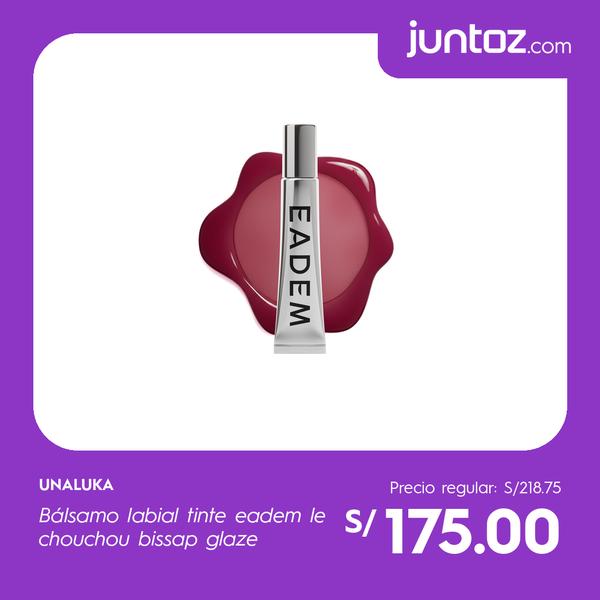 juntoz.com
EADEM
UNALUKA
Bálsamo labial tinte eadem le
chouchou bissap glaze
Precio regular: S/218.75
S/ 175.00